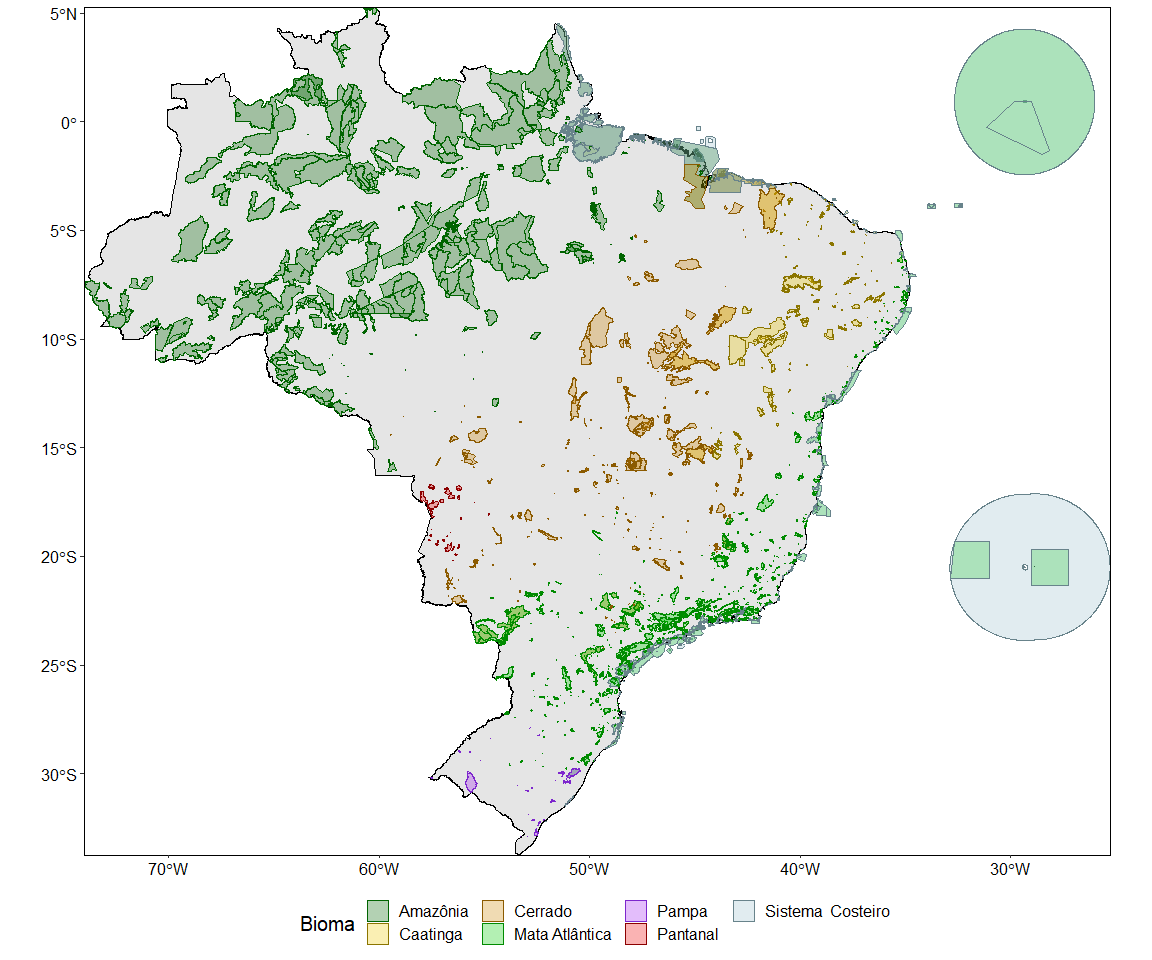 5°N
0°
5°S
10°S
15°S
20°S
25°S
30°S
70°W
60°W
50°W
40°W
30°W
Bioma
Amazônia
Cerrado
Pampa
Sistema Costeiro
Caatinga
Mata Atlântica
Pantanal